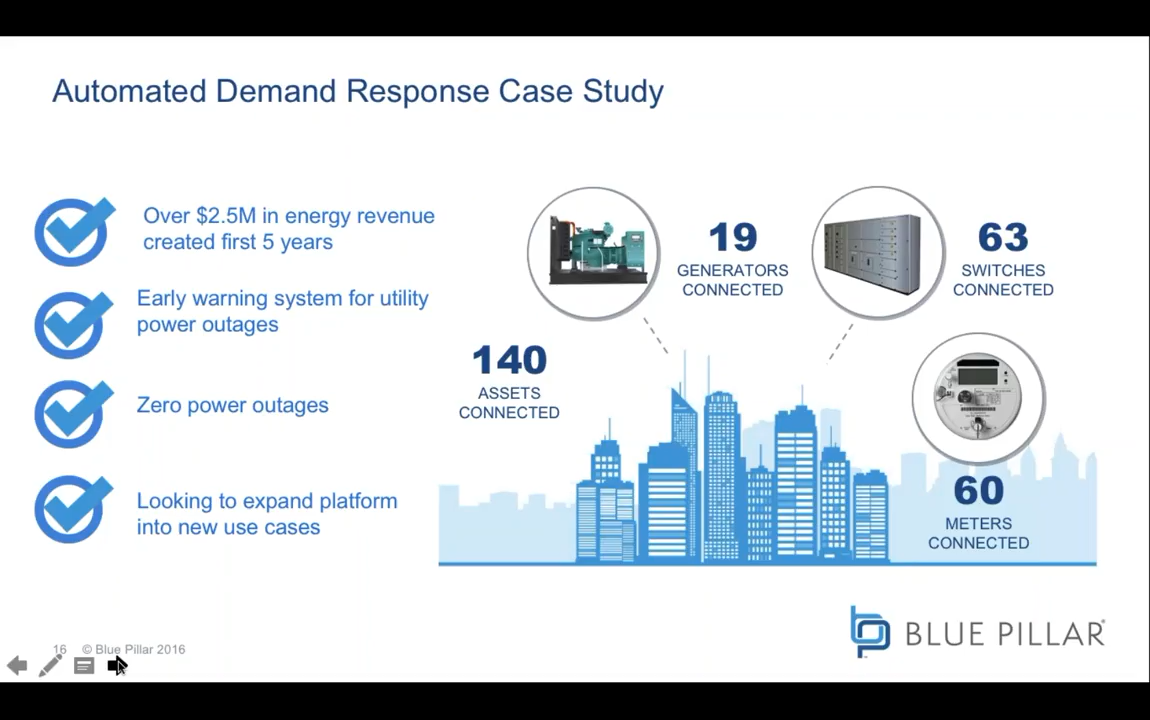 Automated Demand Response Case Study
Over $2.5M in energy revenue
created first 5 years
Early warning system for utility
power outages
Zero power outages
Looking to expand platform
into new use cases
19
GENERATORS
CONNECTED
63
SWITCHES
CONNECTED
140
ASSETS
CONNECTED
60
METERS
CONNECTED
16 © Blue Pillar 2016
BLUE PILLAR®